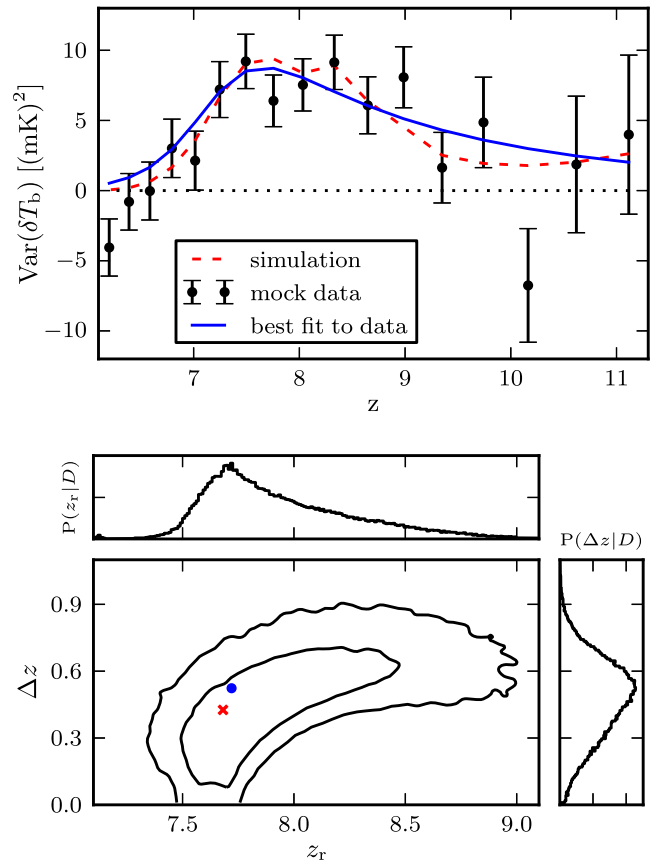 10
5
0
−5
−10
Var(δT_b) [(mK)^2]
simulation
mock data
best fit to data
7 8 9 10 11
z
P(z_r|D)
P(Δz|D)
0.9
0.6
0.3
0.0
Δz
7.5 8.0 8.5 9.0
z_r